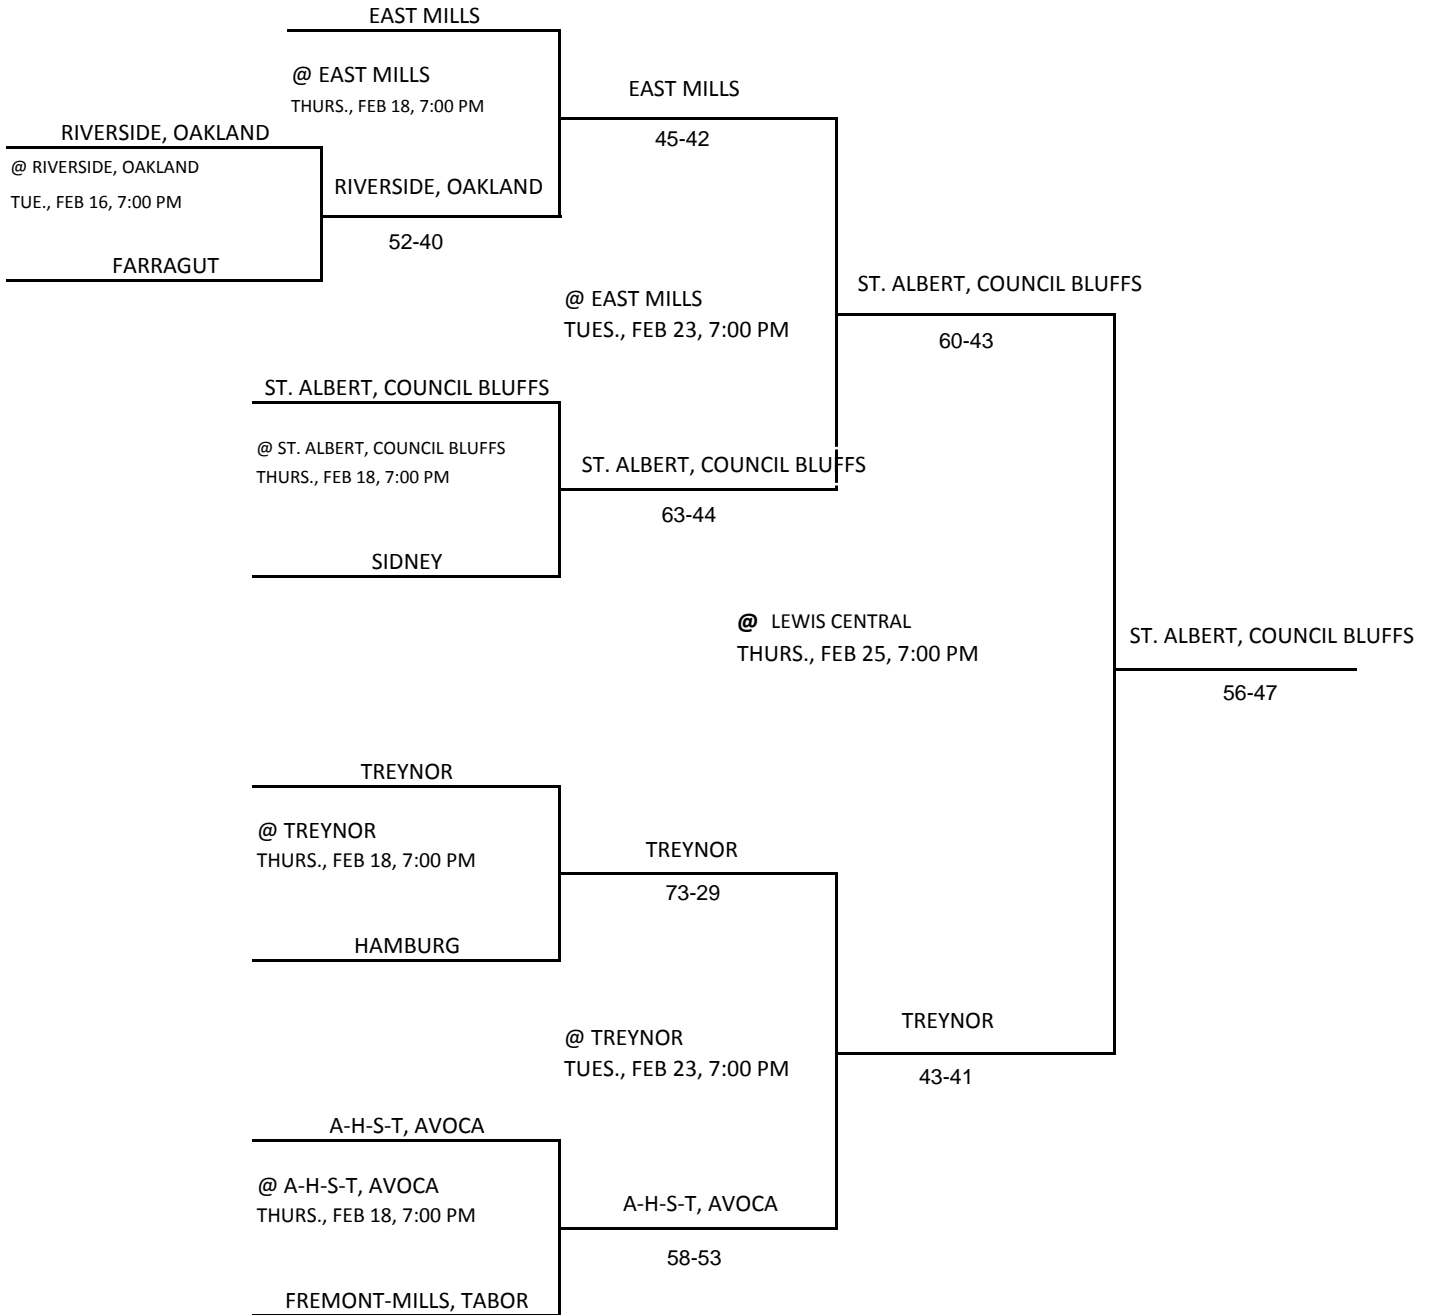 EAST MILLS
@ EAST MILLS
THURS., FEB 18, 7:00 PM
EAST MILLS
45-42
RIVERSIDE, OAKLAND
@ RIVERSIDE, OAKLAND
TUE., FEB 16, 7:00 PM
RIVERSIDE, OAKLAND
52-40
FARRAGUT
@ EAST MILLS
TUES., FEB 23, 7:00 PM
ST. ALBERT, COUNCIL BLUFFS
60-43
ST. ALBERT, COUNCIL BLUFFS
@ ST. ALBERT, COUNCIL BLUFFS
THURS., FEB 18, 7:00 PM
ST. ALBERT, COUNCIL BLUFFS
63-44
SIDNEY
@ LEWIS CENTRAL
THURS., FEB 25, 7:00 PM
ST. ALBERT, COUNCIL BLUFFS
56-47
TREYNOR
@ TREYNOR
THURS., FEB 18, 7:00 PM
TREYNOR
73-29
HAMBURG
@ TREYNOR
TUES., FEB 23, 7:00 PM
TREYNOR
43-41
A-H-S-T, AVOCA
@ A-H-S-T, AVOCA
THURS., FEB 18, 7:00 PM
A-H-S-T, AVOCA
58-53
FREMONT-MILLS, TABOR